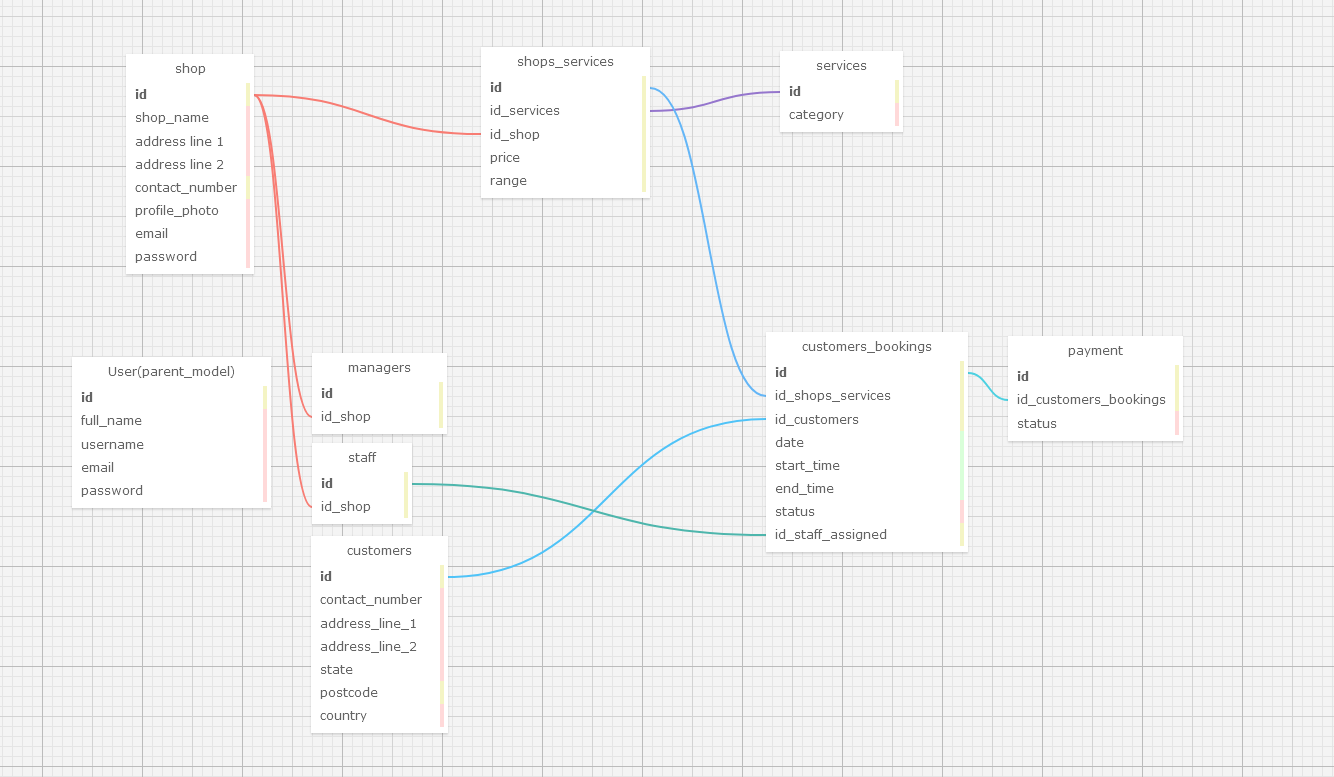 shop
id
shop_name
address line 1
address line 2
contact_number
profile_photo
email
password
shops_services
id
id_services
id_shop
price
range
services
id
category
User(parent_model)
id
full_name
username
email
password
managers
id
id_shop
staff
id
id_shop
customers
id
contact_number
address_line_1
address_line_2
state
postcode
country
customers_bookings
id
id_shops_services
id_customers
date
start_time
end_time
status
id_staff_assigned
payment
id
id_customers_bookings
status